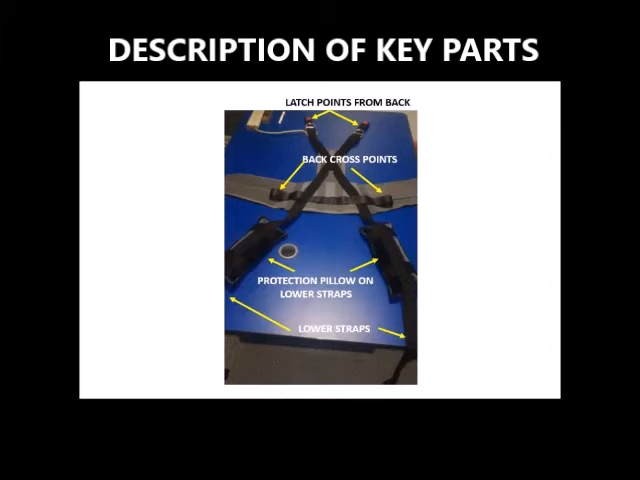 DESCRIPTION OF KEY PARTS
LATCH POINTS FROM BACK
BACK CROSS POINTS
PROTECTION PILLOW ON
LOWER STRAPS
LOWER STRAPS